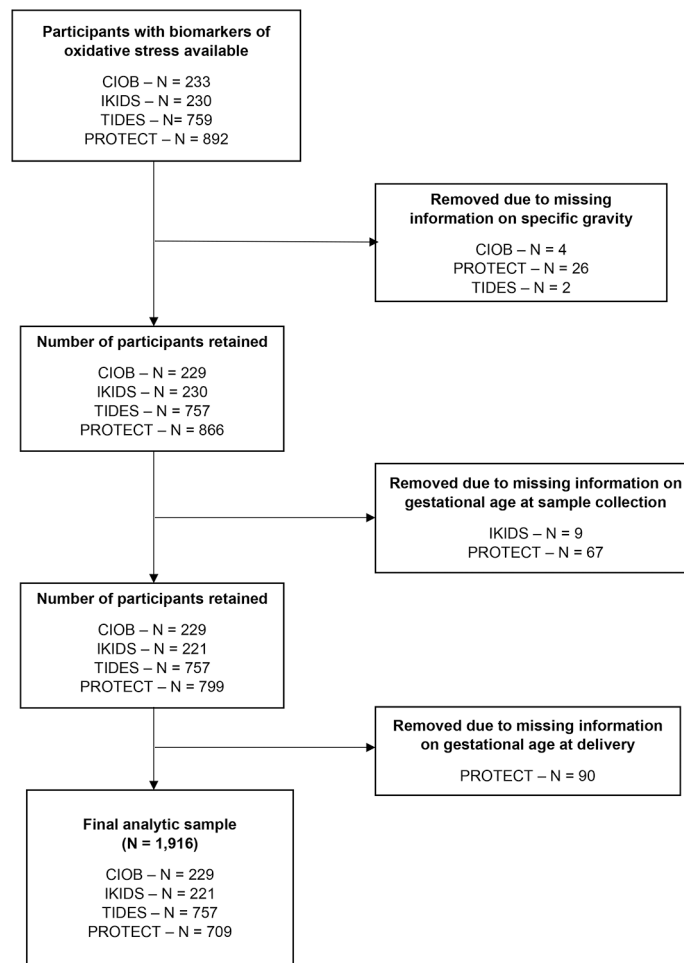 Participants with biomarkers of
oxidative stress available
CIOB – N = 233
IKIDS – N = 230
TIDES – N= 759
PROTECT – N = 892
Removed due to missing
information on specific gravity
CIOB – N = 4
PROTECT – N = 26
TIDES – N = 2
Number of participants retained
CIOB – N = 229
IKIDS – N = 230
TIDES – N = 757
PROTECT – N = 866
Removed due to missing information on
gestational age at sample collection
IKIDS – N = 9
PROTECT – N = 67
Number of participants retained
CIOB – N = 229
IKIDS – N = 221
TIDES – N = 757
PROTECT – N = 799
Removed due to missing information
on gestational age at delivery
PROTECT – N = 90
Final analytic sample
(N = 1,916)
CIOB – N = 229
IKIDS – N = 221
TIDES – N = 757
PROTECT – N = 709